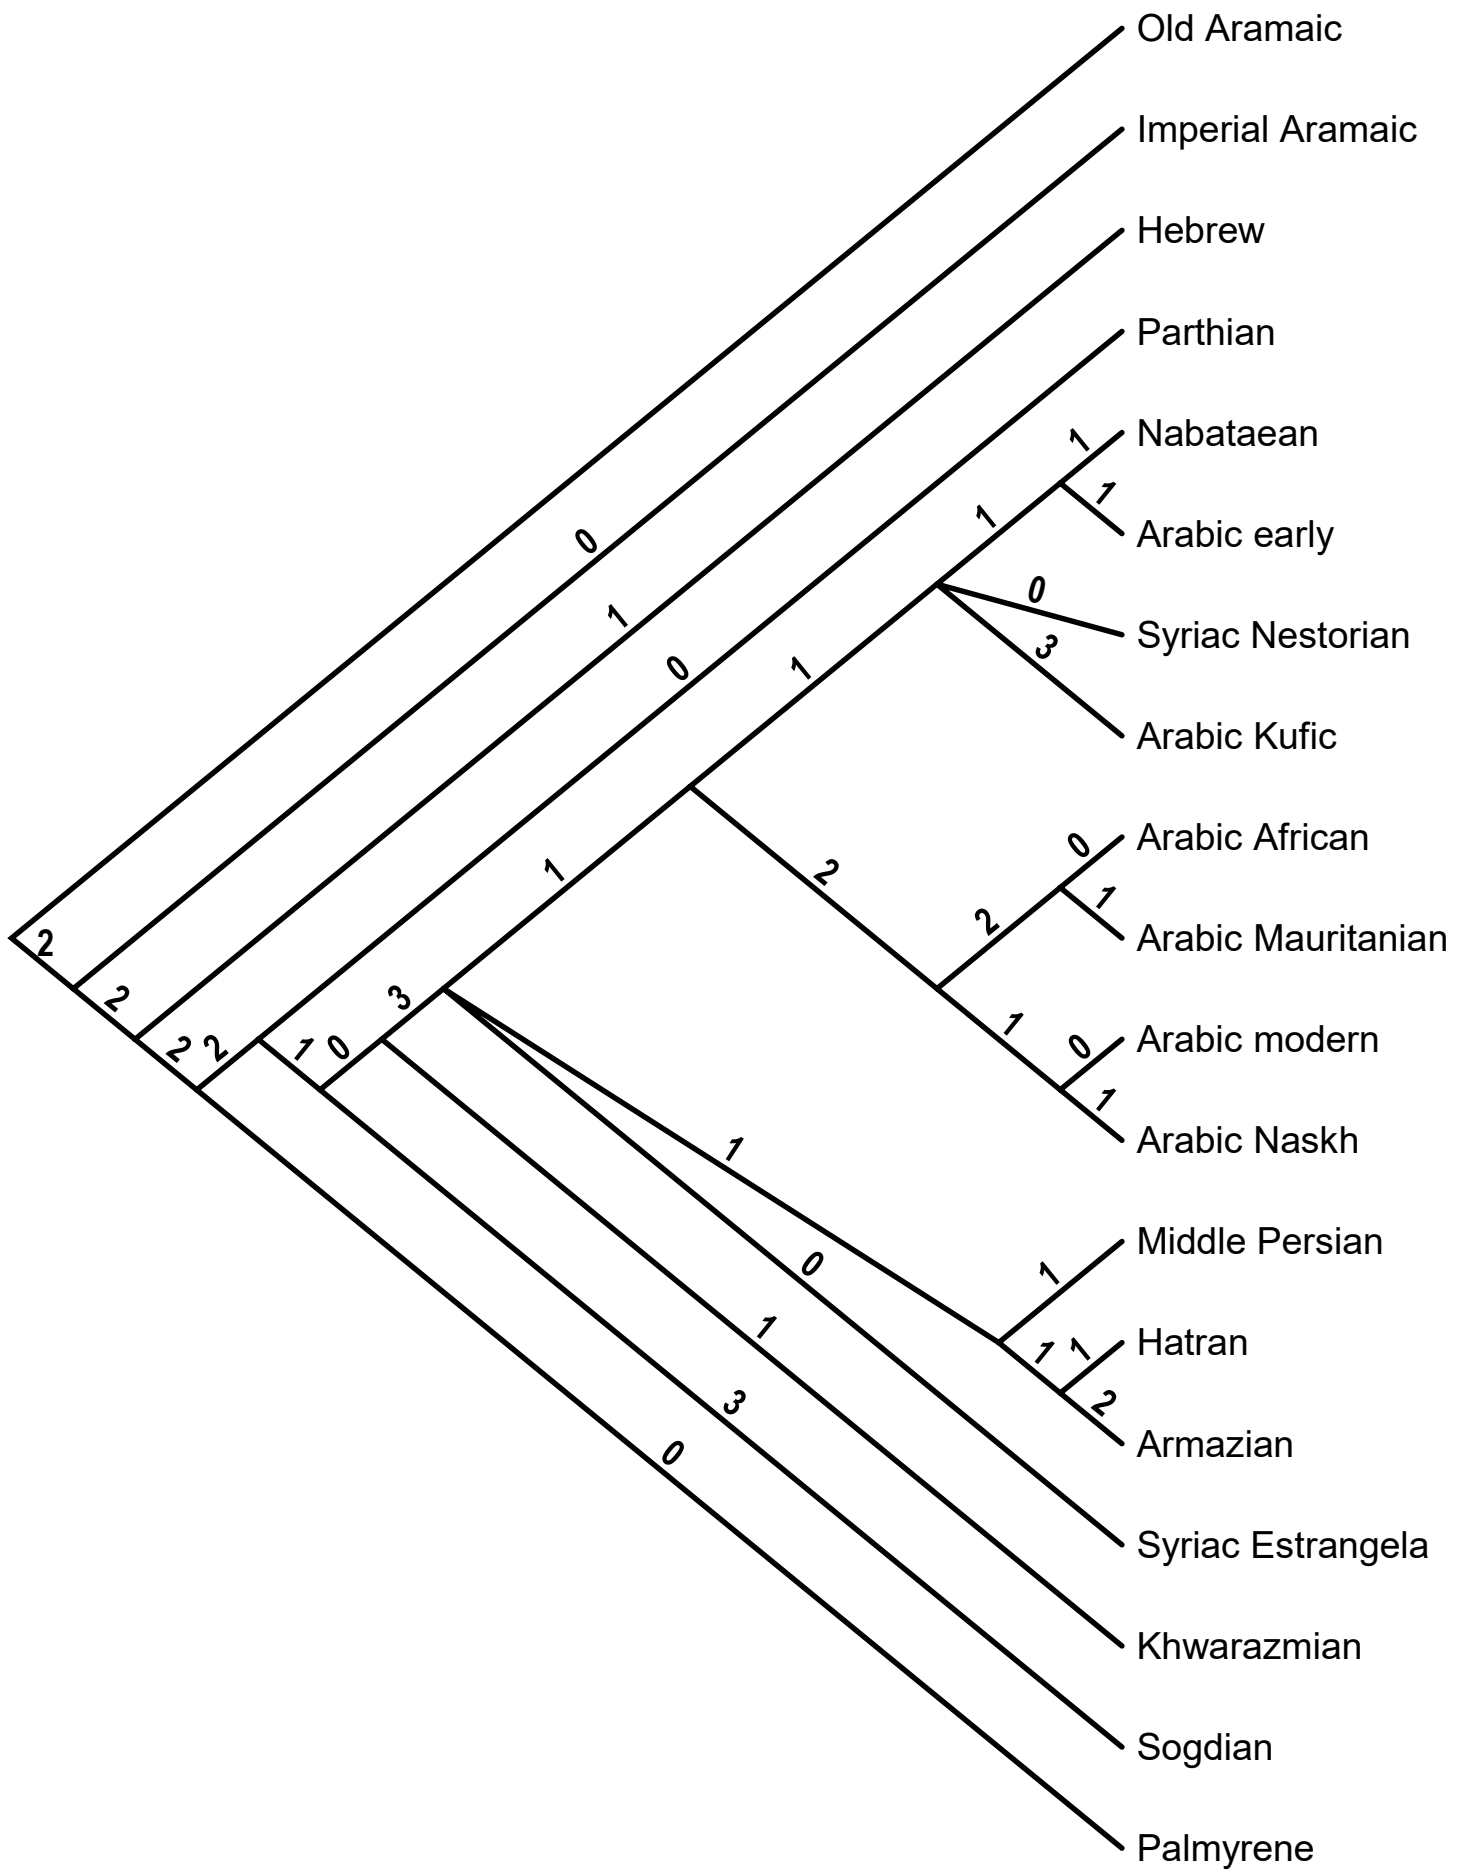 Old Aramaic
Imperial Aramaic
Hebrew
Parthian
1 Nabataean
1
1 Arabic early
0
0
Syriac Nestorian
3
1
0
1
Arabic Kufic
0 Arabic African
1
2
1
2 Arabic Mauritanian
2
3
2
1
0 Arabic modern
2
2
1
0
1
Arabic Naskh
1
Middle Persian
0
1
1
1
1
Hatran
3
2
Armazian
0
Syriac Estrangela
Khwarazmian
Sogdian
Palmyrene